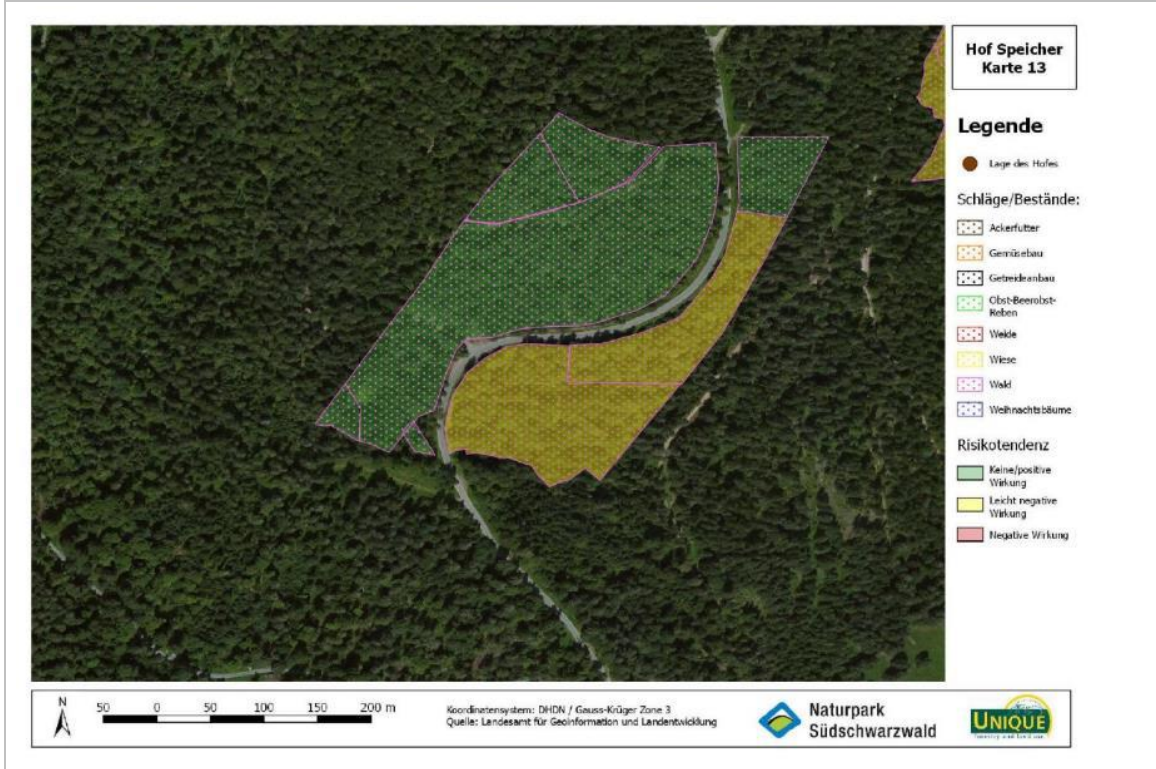 Hof Speicher
Karte 13
Legende
Lage des Hofes
Schläge/Bestände:
Ackerfutter
Gemüsebau
Getreideanbau
Obst-Beerobst-
Reben
Weide
Wiese
Wald
Weihnachtsbäume
Risikotendenz
Keine/positive
Wirkung
Leicht negative
Wirkung
Negative Wirkung
N
50 0 50 100 150 200 m
Koordinatensystem: DHDN / Gauss-Krüger Zone 3
Quelle: Landesamt für Geoinformation und Landentwicklung
Naturpark
Südschwarzwald
UNIQUE